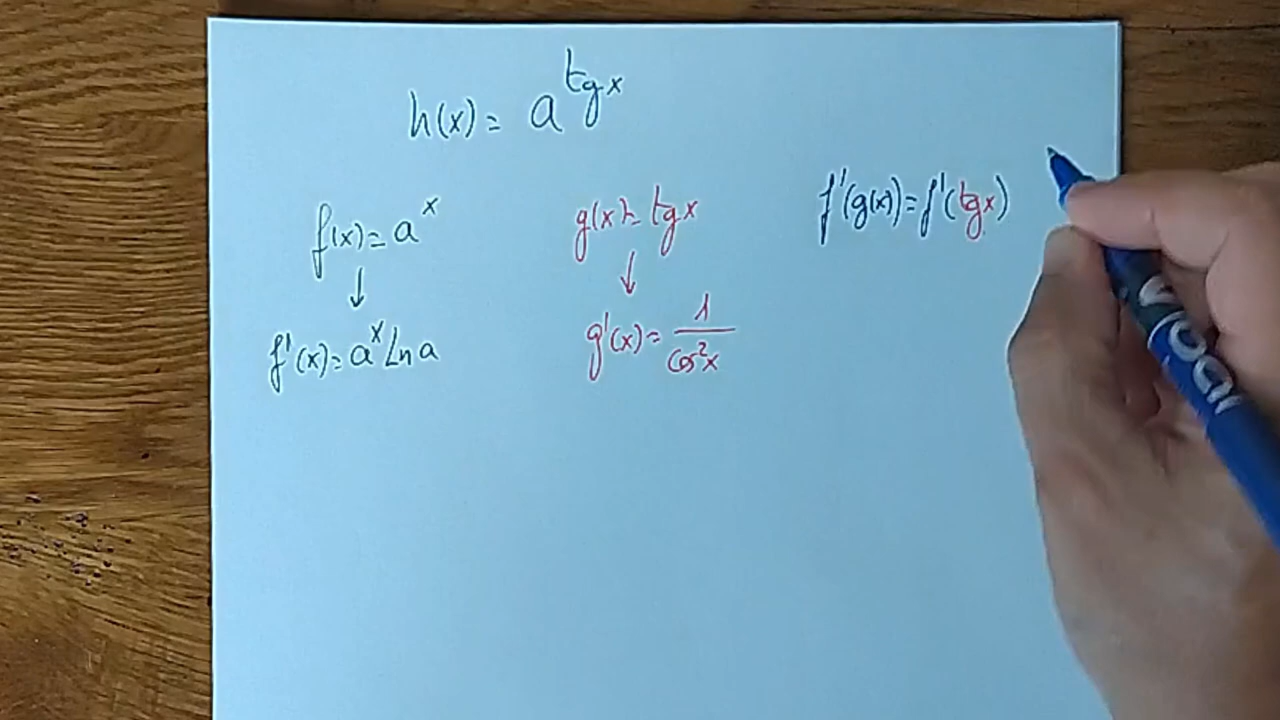 h(x) = a^tgx
f(x) = a^x
g(x) = tgx
f'(g(x)) = f'(tgx)
↓
↓
f'(x) = a^x Ln a
g'(x) = 1/cos²x